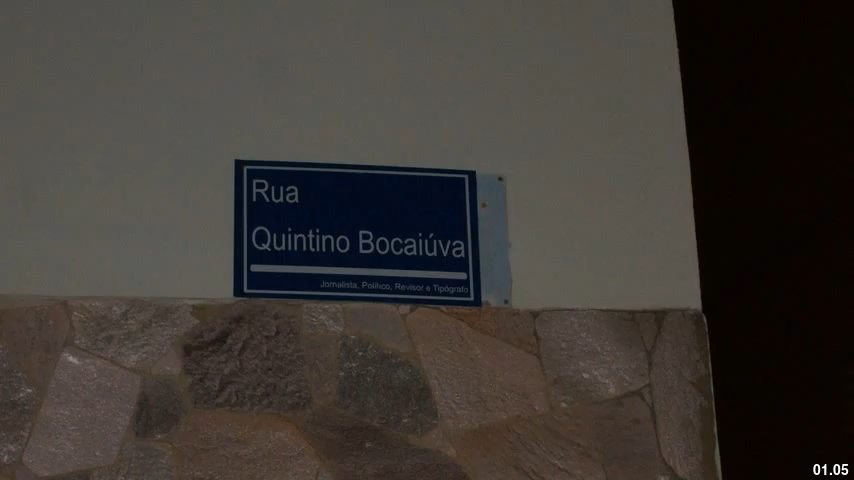 Rua
Quintino Bocaiúva
Jornalista, Político, Revisor e Tipógrafo
01.05